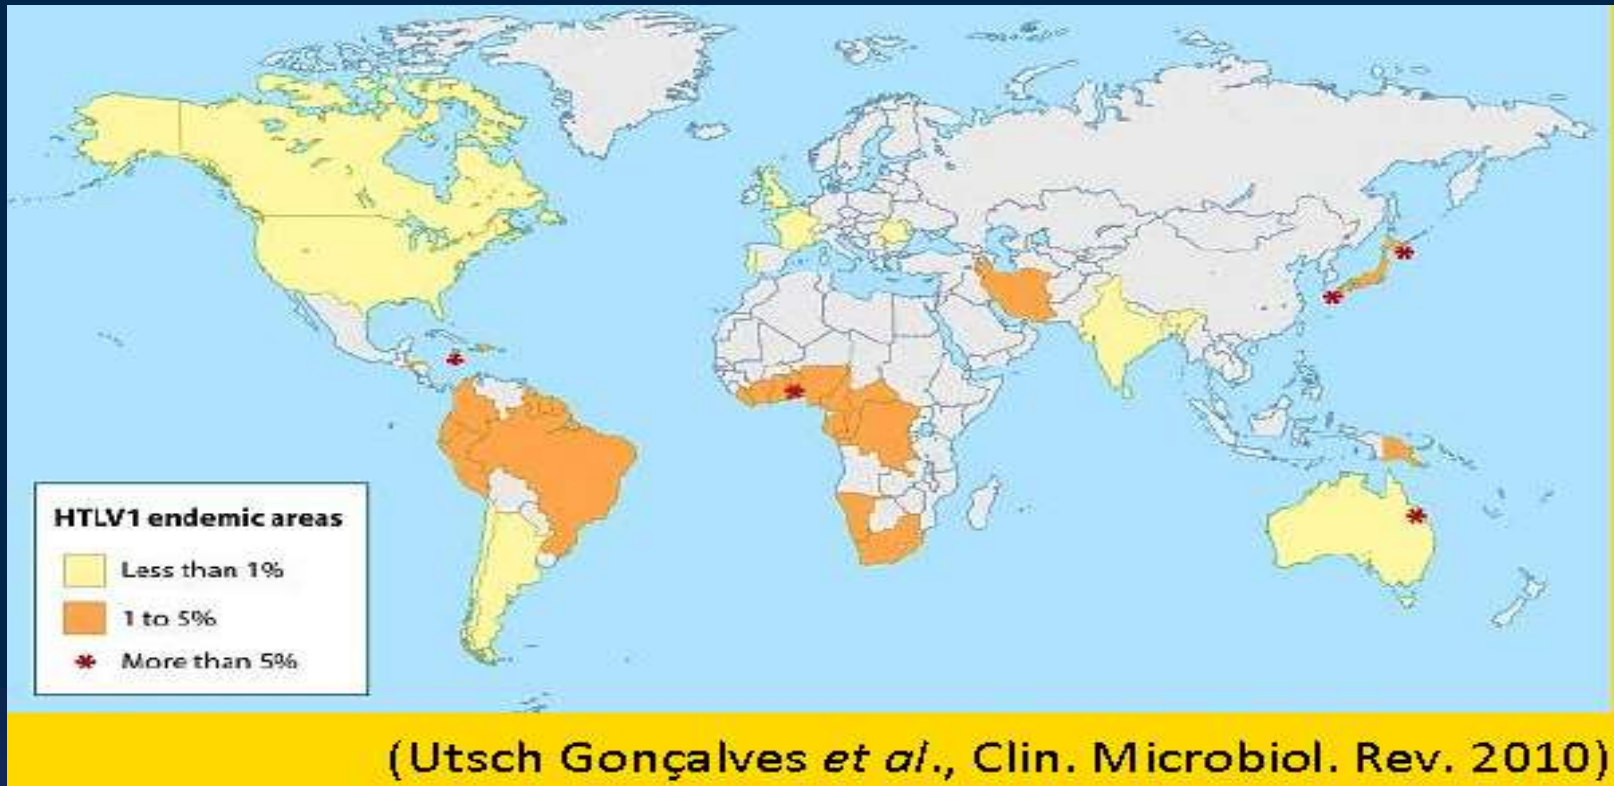 HTLV1 endemic areas
Less than 1%
1 to 5%
* More than 5%
(Utsch Gonçalves et al., Clin. Microbiol. Rev. 2010)